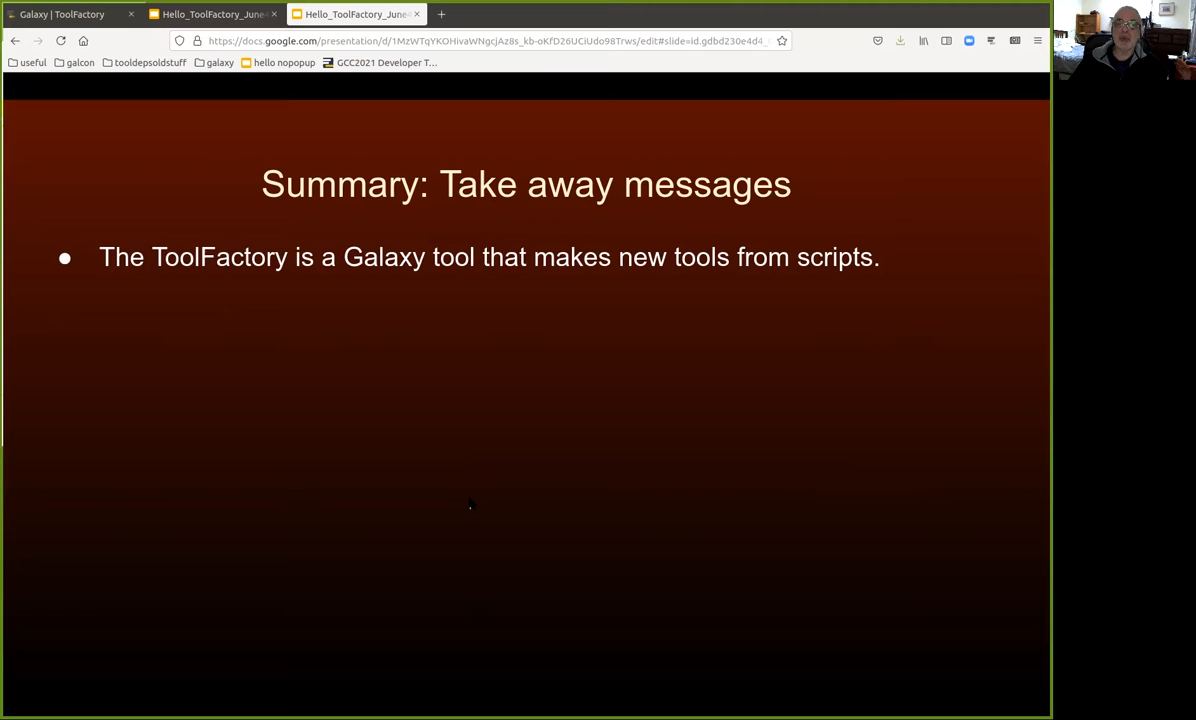 Galaxy | ToolFactory
Hello_ToolFactory_June
Hello_ToolFactory_June
https://docs.google.com/presentation/d/1MzWTqYKOHivaWNgcjAz8s_kb-oKfD26UCiUdo98Trws/edit#slide=id.gdbd230e4d4_
useful galcon tooldepsoldstuff galaxy hello nopopup GCC2021 Developer T…
Summary: Take away messages
● The ToolFactory is a Galaxy tool that makes new tools from scripts.